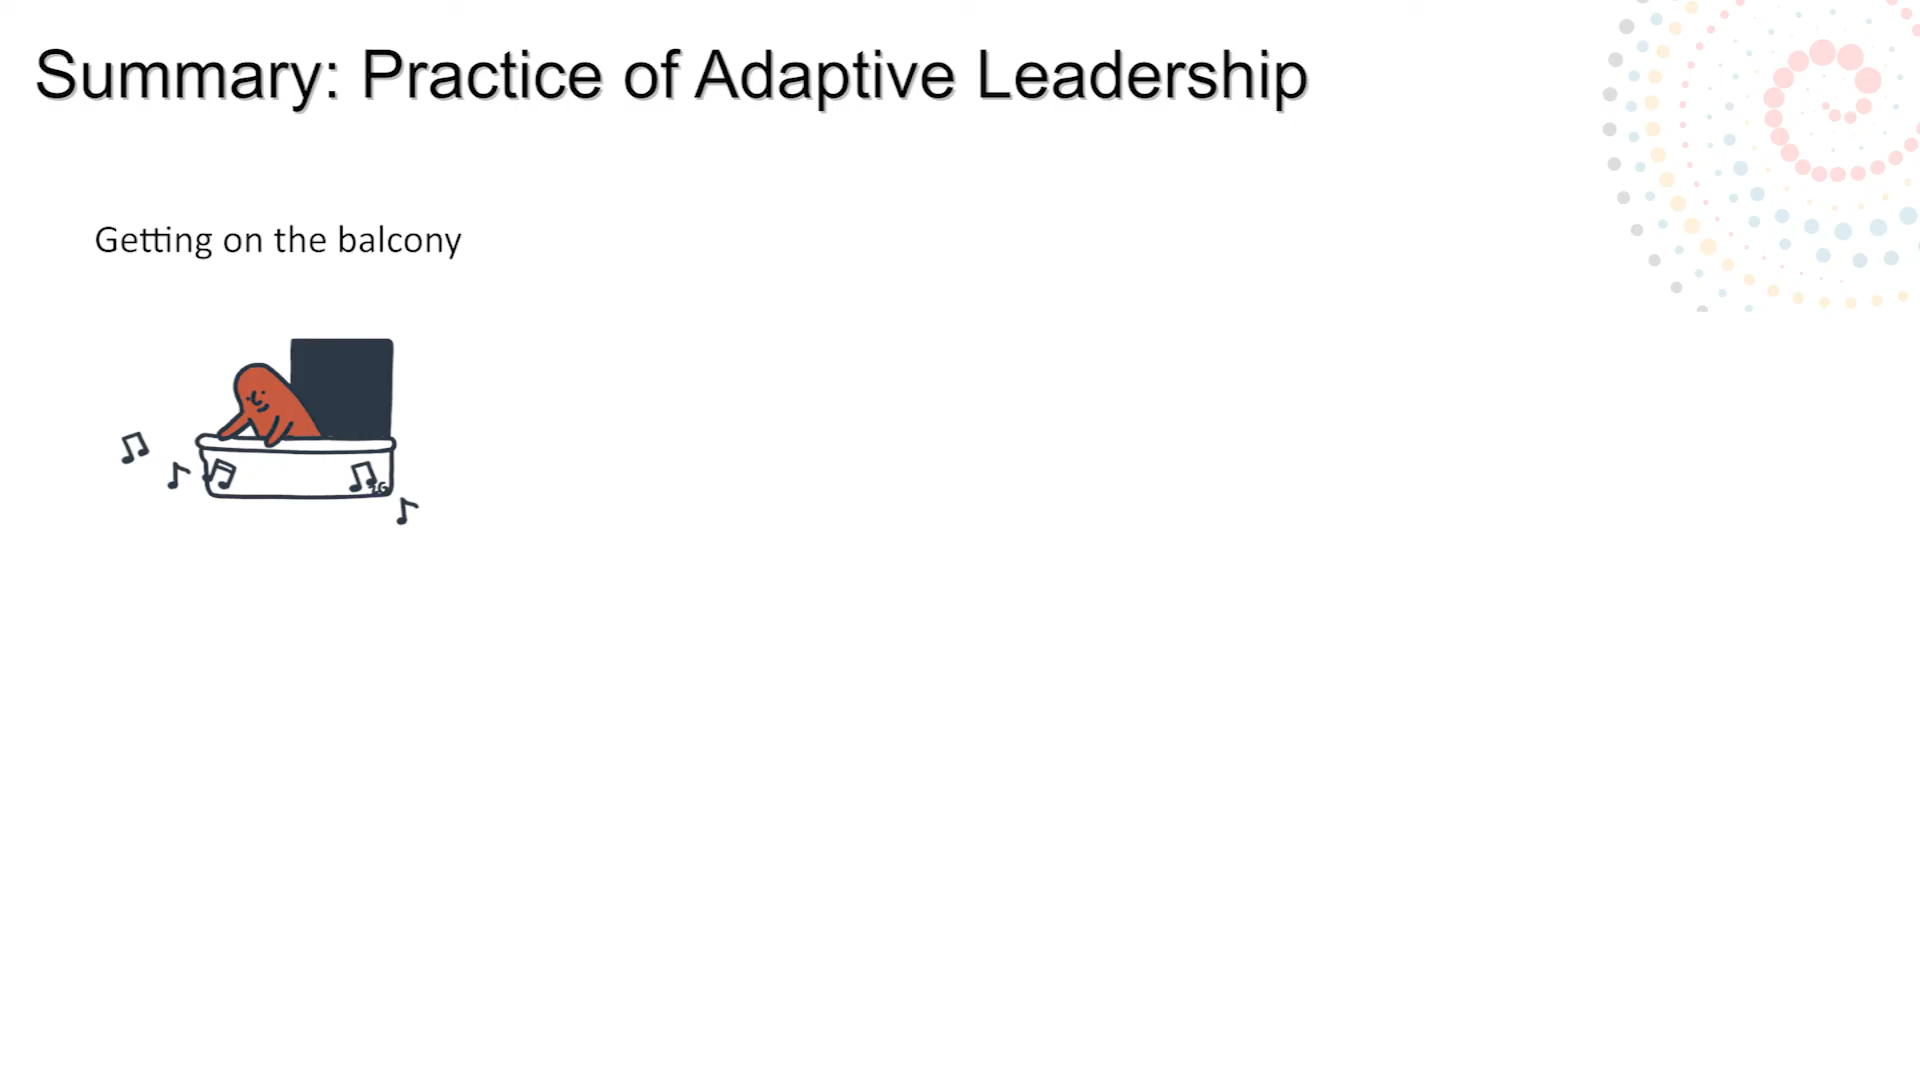 Summary: Practice of Adaptive Leadership
Getting on the balcony